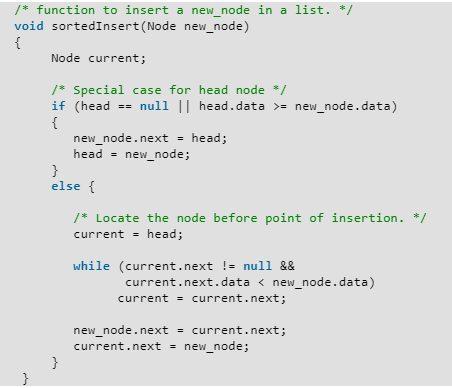 /* function to insert a new_node in a list. */
void sortedInsert(Node new_node)
{
Node current;
/* Special case for head node */
if (head == null || head.data >= new_node.data)
{
new_node.next = head;
head = new_node;
}
else {
/* Locate the node before point of insertion. */
current = head;
while (current.next != null &&
current.next.data < new_node.data)
current = current.next;
new_node.next = current.next;
current.next = new_node;
}
}